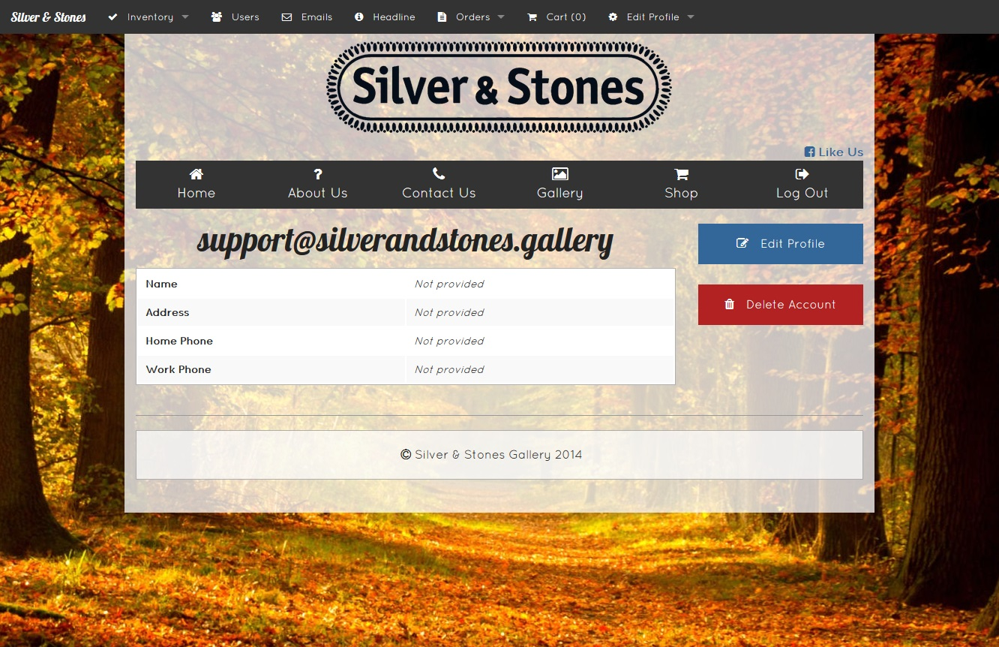 Silver & Stones Inventory Users Emails Headline Orders Cart (0) Edit Profile
Silver & Stones
Like Us
Home About Us Contact Us Gallery Shop Log Out
support@silverandstones.gallery
Edit Profile
Name Not provided
Address Not provided
Delete Account
Home Phone Not provided
Work Phone Not provided
© Silver & Stones Gallery 2014